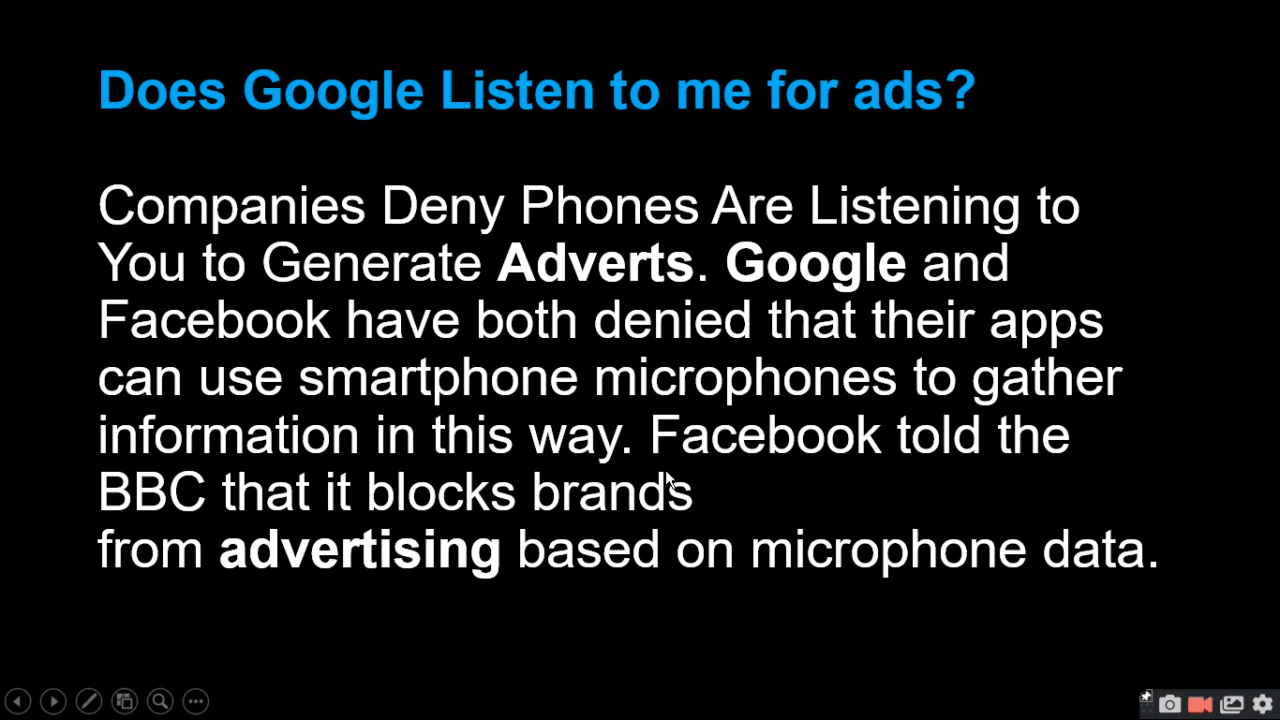 Does Google Listen to me for ads?
Companies Deny Phones Are Listening to
You to Generate Adverts. Google and
Facebook have both denied that their apps
can use smartphone microphones to gather
information in this way. Facebook told the
BBC that it blocks brands
from advertising based on microphone data.